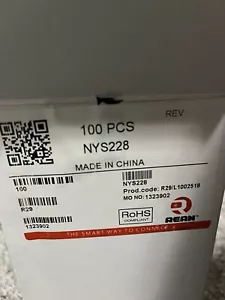 REV
100 PCS
NYS228
MADE IN CHINA
100
R29
1323902
NYS228
Prod.code: R29/L1002519
MO NO: 1323902
RoHS
COMPLIANT
REAN
THE SMART WAY TO CONNECT